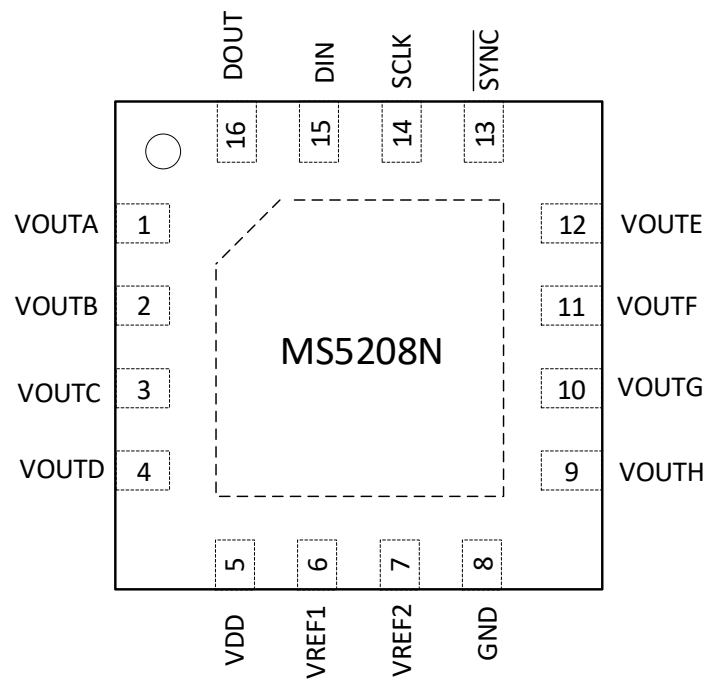 DOUT DIN SCLK SYNC
16 15 14 13
VOUTA 1 12 VOUTE
VOUTB 2 11 VOUTF
MS5208N
VOUTC 3 10 VOUTG
VOUTD 4 9 VOUTH
5 6 7 8
VDD VREF1 VREF2 GND